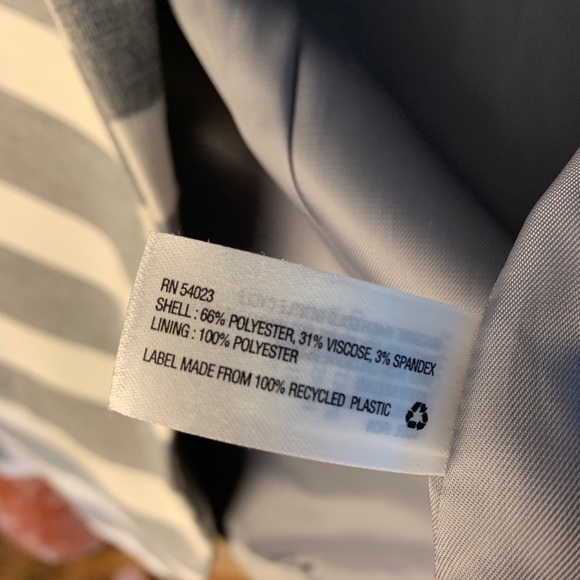 RN 54023
SHELL : 66% POLYESTER, 31% VISCOSE, 3% SPANDEX
LINING : 100% POLYESTER
LABEL MADE FROM 100% RECYCLED PLASTIC